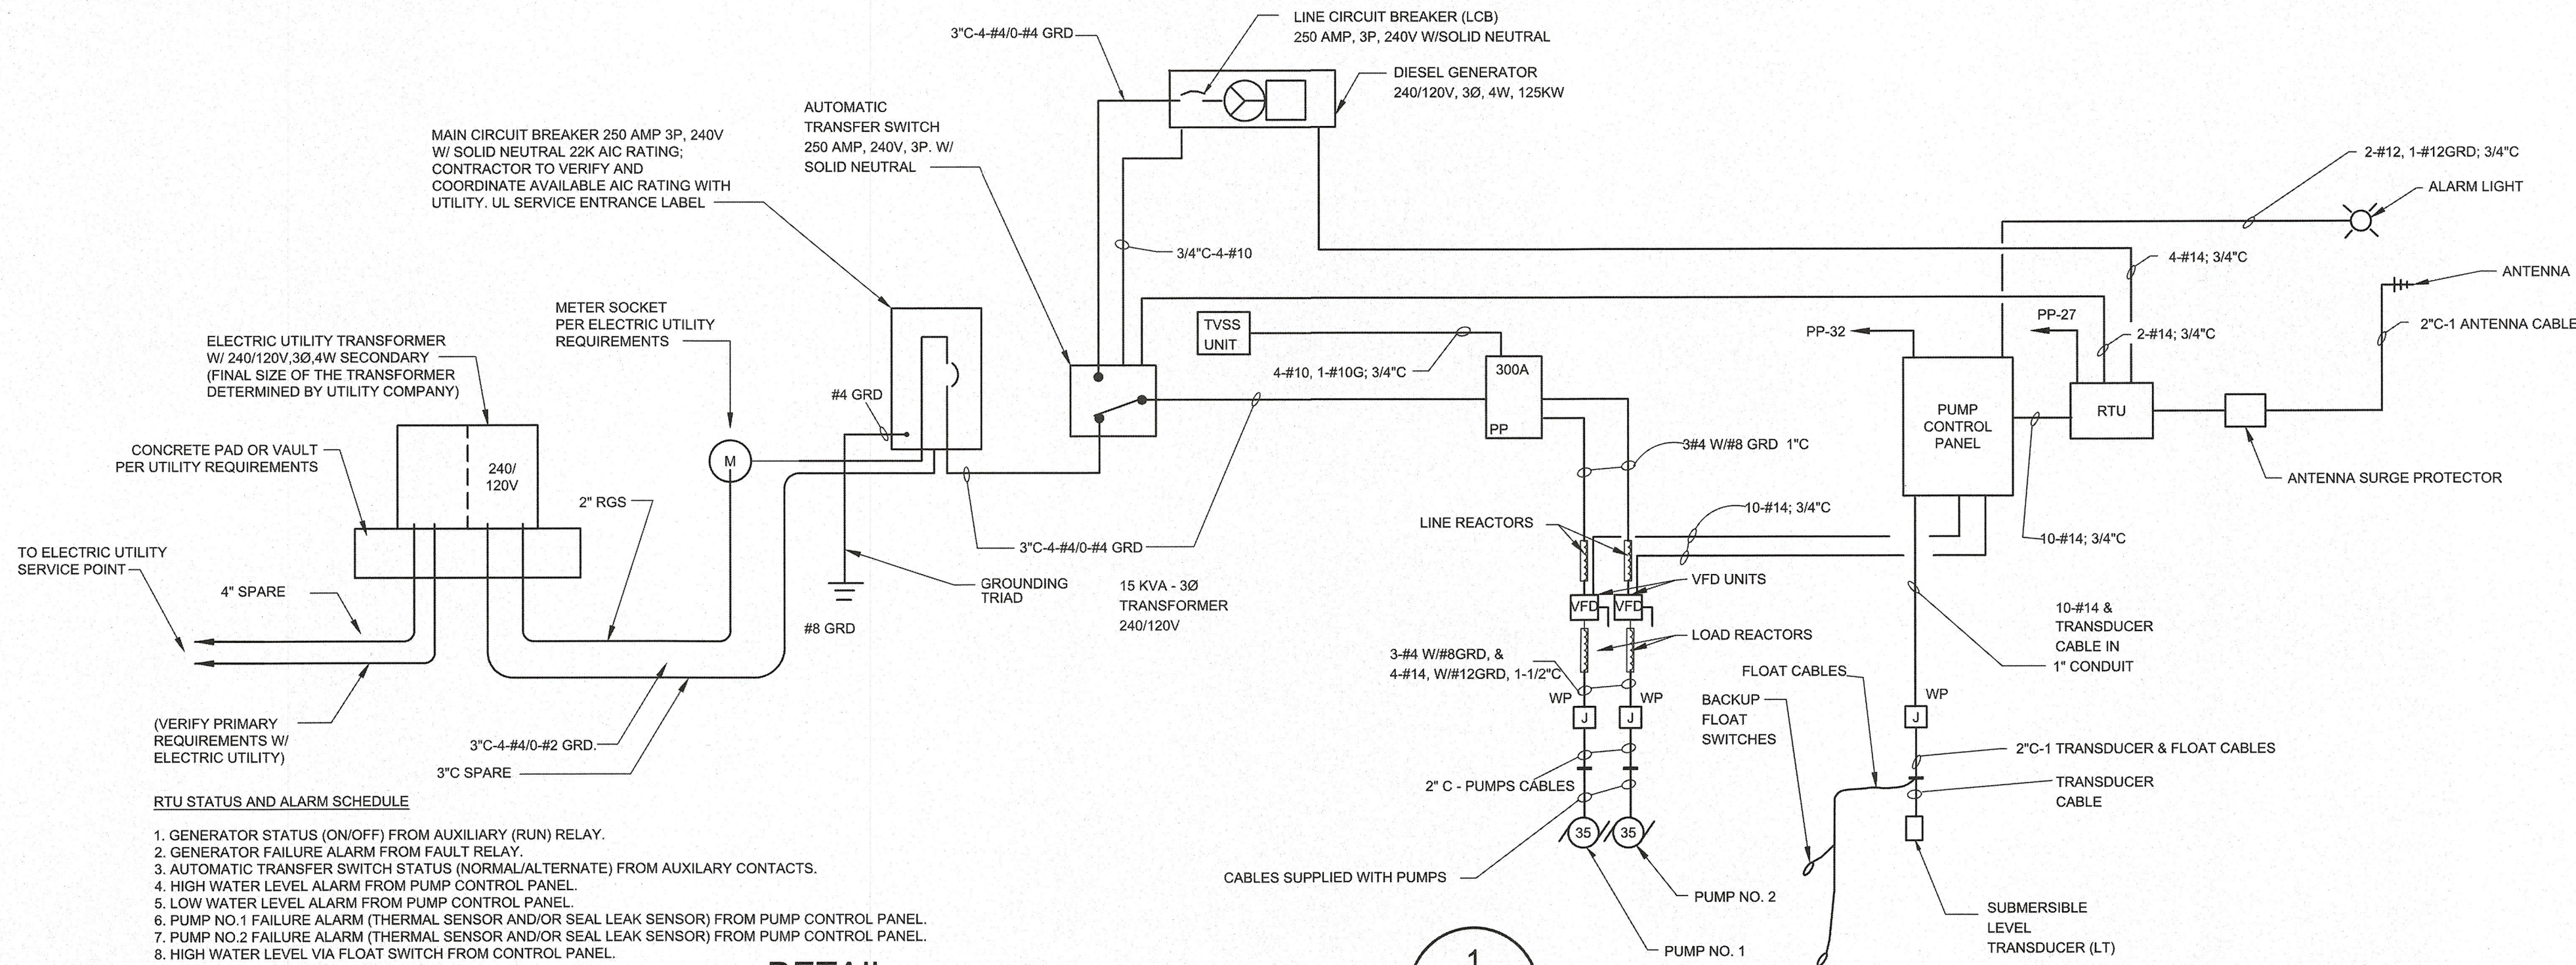 LINE CIRCUIT BREAKER (LCB)
250 AMP, 3P, 240V W/SOLID NEUTRAL
3"C-4-#4/0-#4 GRD
DIESEL GENERATOR
240/120V, 3Ø, 4W, 125KW
AUTOMATIC
TRANSFER SWITCH
250 AMP, 240V, 3P. W/
SOLID NEUTRAL
MAIN CIRCUIT BREAKER 250 AMP 3P, 240V
W/ SOLID NEUTRAL 22K AIC RATING;
CONTRACTOR TO VERIFY AND
COORDINATE AVAILABLE AIC RATING WITH
UTILITY. UL SERVICE ENTRANCE LABEL
2-#12, 1-#12GRD; 3/4"C
ALARM LIGHT
3/4"C-4-#10
4-#14; 3/4"C
ANTENNA
METER SOCKET
PER ELECTRIC UTILITY
REQUIREMENTS
ELECTRIC UTILITY TRANSFORMER
W/ 240/120V,3Ø,4W SECONDARY
(FINAL SIZE OF THE TRANSFORMER
DETERMINED BY UTILITY COMPANY)
TVSS
UNIT
PP-32
PP-27
2-#14; 3/4"C
2"C-1 ANTENNA CABLE
4-#10, 1-#10G; 3/4"C
300A
PP
#4 GRD
PUMP
CONTROL
PANEL
RTU
CONCRETE PAD OR VAULT
PER UTILITY REQUIREMENTS
240/
120V
M
3#4 W/#8 GRD 1"C
ANTENNA SURGE PROTECTOR
2" RGS
10-#14; 3/4"C
LINE REACTORS
10-#14; 3/4"C
TO ELECTRIC UTILITY
SERVICE POINT
3"C-4-#4/0-#4 GRD
4" SPARE
GROUNDING
TRIAD
15 KVA - 3Ø
TRANSFORMER
240/120V
VFD UNITS
VFD
VFD
#8 GRD
LOAD REACTORS
10-#14 &
TRANSDUCER
CABLE IN
1" CONDUIT
3-#4 W/#8GRD, &
4-#14, W/#12GRD, 1-1/2"C
FLOAT CABLES
WP
WP
WP
BACKUP
FLOAT
SWITCHES
J
J
J
(VERIFY PRIMARY
REQUIREMENTS W/
ELECTRIC UTILITY)
3"C-4-#4/0-#2 GRD.
3"C SPARE
2"C-1 TRANSDUCER & FLOAT CABLES
2" C - PUMPS CABLES
TRANSDUCER
CABLE
35
35
CABLES SUPPLIED WITH PUMPS
PUMP NO. 2
PUMP NO. 1
SUBMERSIBLE
LEVEL
TRANSDUCER (LT)
RTU STATUS AND ALARM SCHEDULE
1. GENERATOR STATUS (ON/OFF) FROM AUXILIARY (RUN) RELAY.
2. GENERATOR FAILURE ALARM FROM FAULT RELAY.
3. AUTOMATIC TRANSFER SWITCH STATUS (NORMAL/ALTERNATE) FROM AUXILARY CONTACTS.
4. HIGH WATER LEVEL ALARM FROM PUMP CONTROL PANEL.
5. LOW WATER LEVEL ALARM FROM PUMP CONTROL PANEL.
6. PUMP NO.1 FAILURE ALARM (THERMAL SENSOR AND/OR SEAL LEAK SENSOR) FROM PUMP CONTROL PANEL.
7. PUMP NO.2 FAILURE ALARM (THERMAL SENSOR AND/OR SEAL LEAK SENSOR) FROM PUMP CONTROL PANEL.
8. HIGH WATER LEVEL VIA FLOAT SWITCH FROM CONTROL PANEL.
DETAIL
1